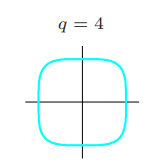 q = 4